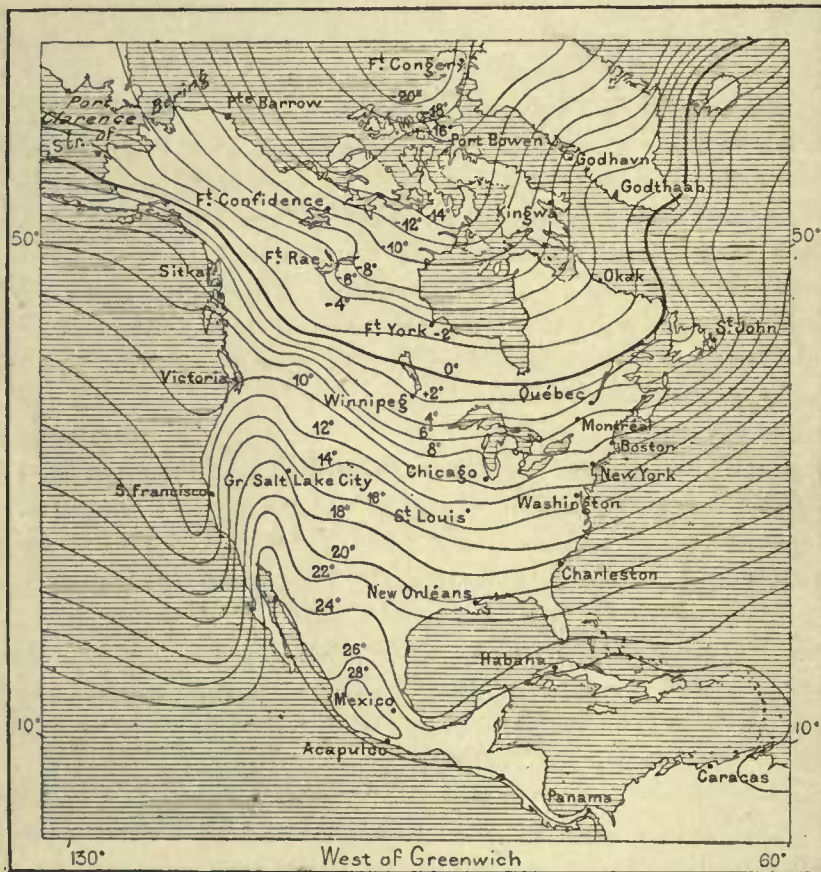 Ft. Conger
Port
Clarence
of
Str.
Bering
Pte Barrow
-20°
-18°
-16°
Port Bowen
Godhavn
Godthaab
Ft. Confidence
-14°
-12°
Kingwa
-10°
50°
50°
Ft. Rae
-8°
-6°
-4°
Okak
Sitka
Ft. York
-2°
St. John
0°
Victoria
10°
+2°
Québec
Winnipeg
4°
6°
Montréal
12°
8°
Boston
14°
Chicago
New York
Gr. Salt Lake City
S. Francisco
16°
Washington
18°
St. Louis
20°
22°
Charleston
New Orléans
24°
26°
Habana
28°
Mexico
10°
10°
Acapulco
Caracas
Panama
130°
West of Greenwich
60°